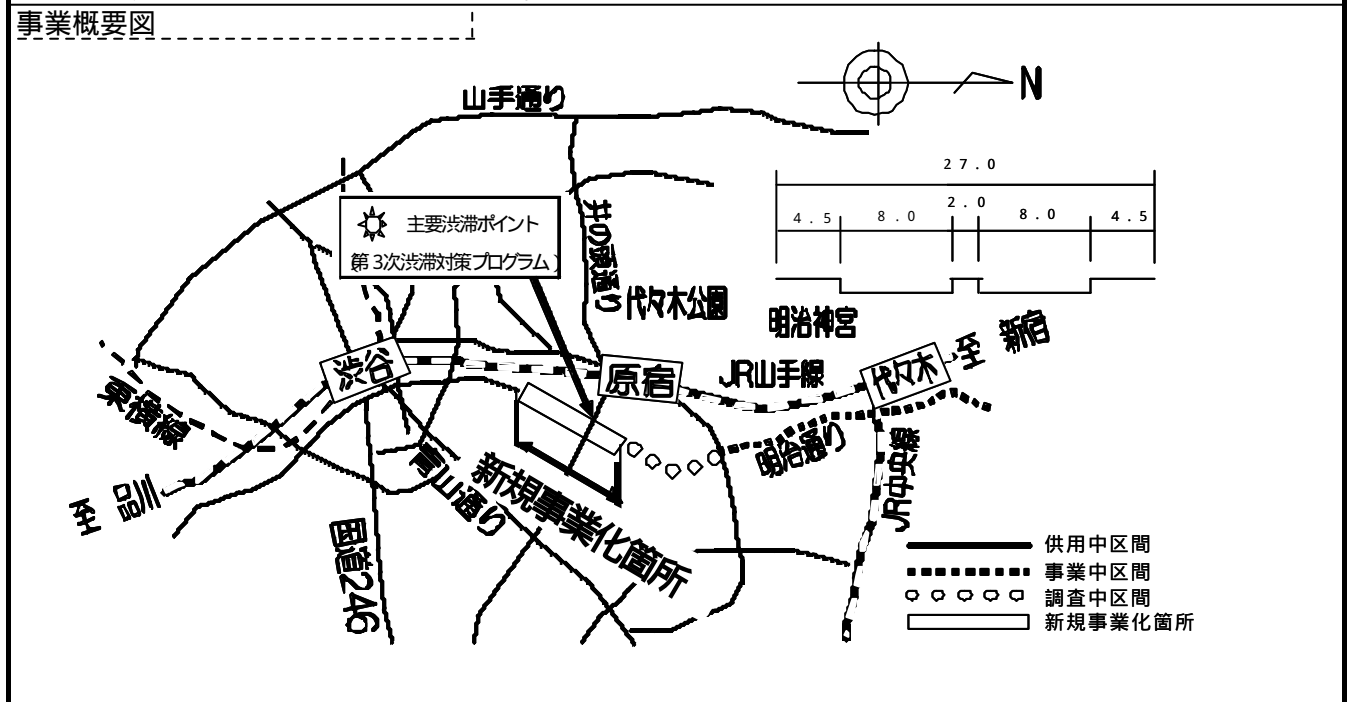 事業概要図
N
山手通り
27.0
2.0
4.5 8.0 8.0 4.5
主要渋滞ポイント
(第3次渋滞対策プログラム)
井の頭通り
代々木公園
明治神宮
至 新宿
渋谷
原宿
JR山手線
代々木
東横線
明治通り
青山通り
新規事業化箇所
JR中央線
至 品川
国道246
供用中区間
事業中区間
調査中区間
新規事業化箇所